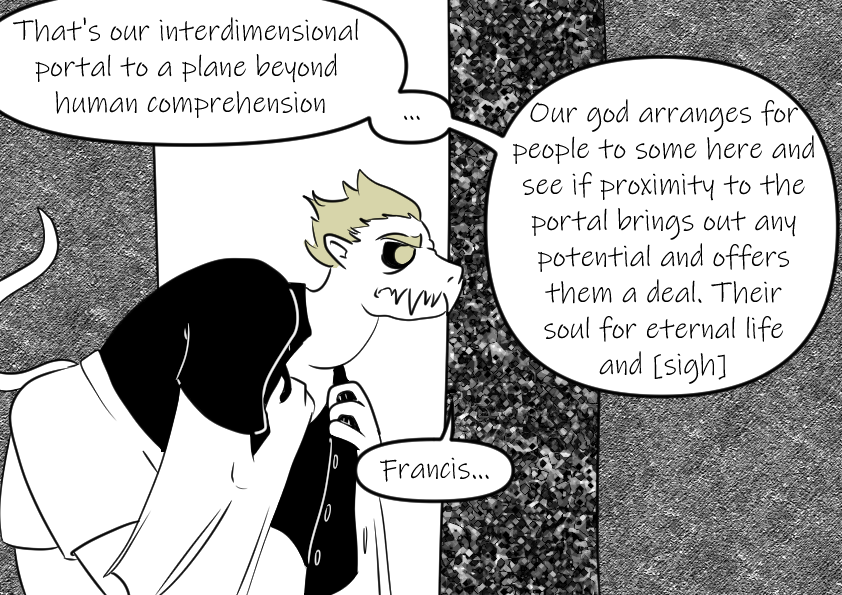 That's our interdimensional
portal to a plane beyond
human comprehension
...
Our god arranges for
people to some here and
see if proximity to the
portal brings out any
potential and offers
them a deal. Their
soul for eternal life
and [sigh]
Francis...